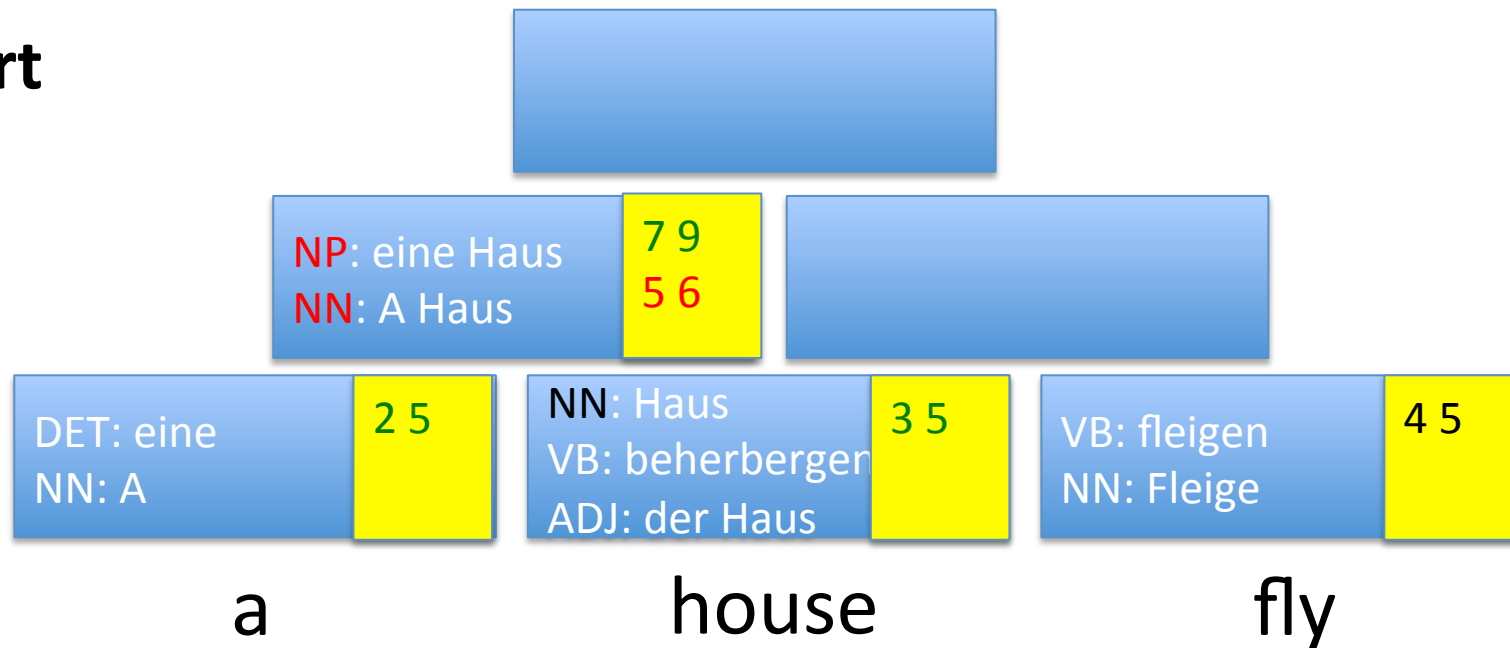 rt
NP: eine Haus
NN: A Haus
7 9
5 6
DET: eine
NN: A
2 5
NN: Haus
VB: beherbergen
ADJ: der Haus
3 5
VB: fleigen
NN: Fleige
4 5
a house fly